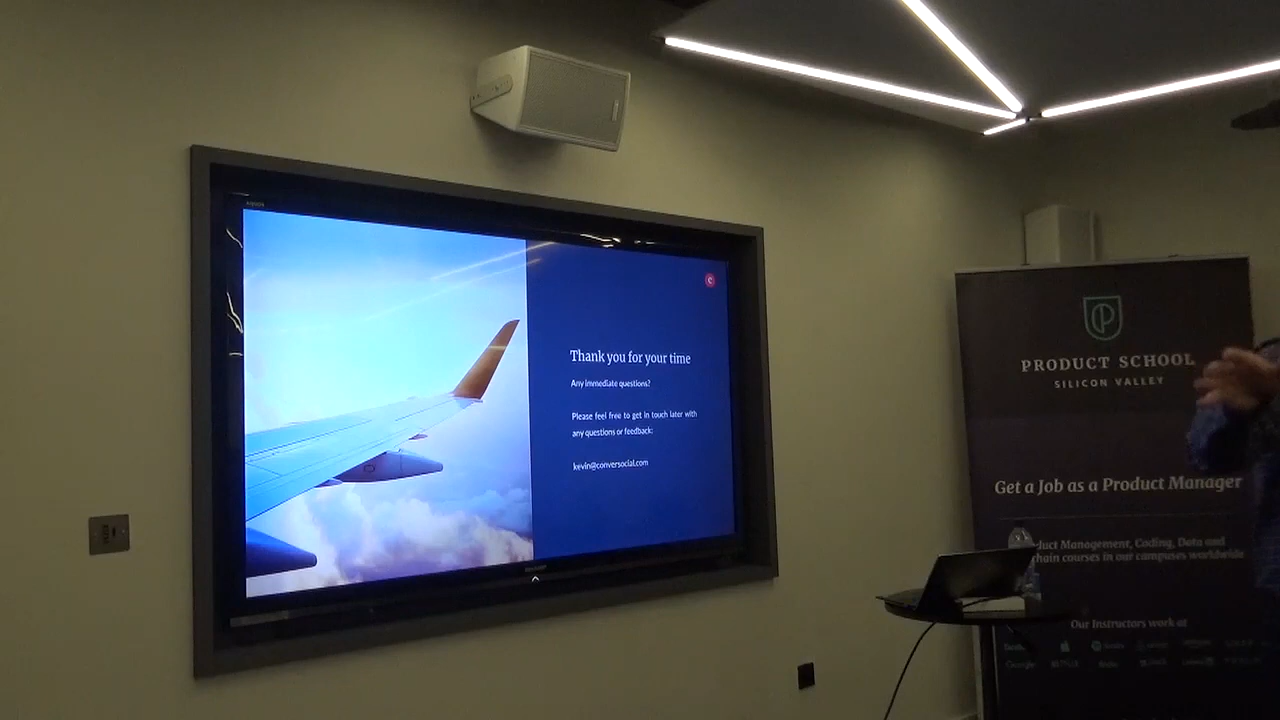 Thank you for your time
Any immediate questions?
Please feel free to get in touch later with
any questions or feedback:
kevin@conversocial.com
PRODUCT SCHOOL
SILICON VALLEY
Get a Job as a Product Manager
Management, Coding, Data and
courses in our campuses worldwide
Our Instructors work at
Google